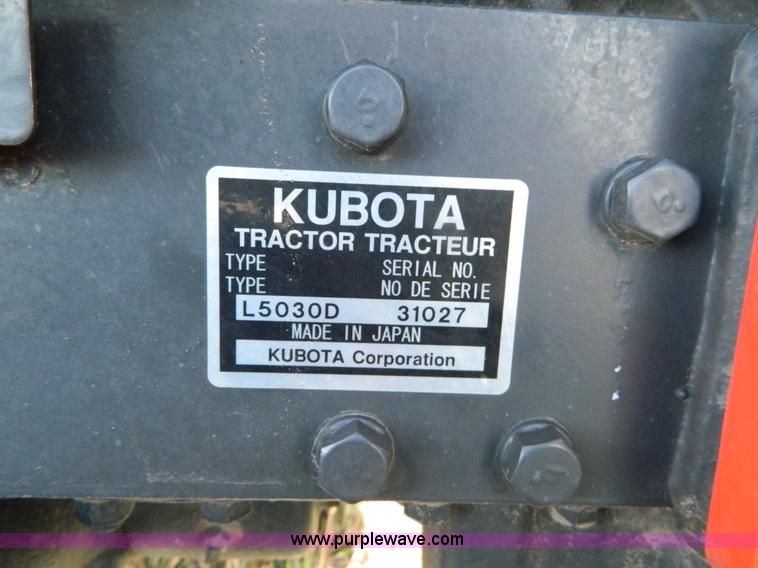 KUBOTA
TRACTOR TRACTEUR
TYPE SERIAL NO.
TYPE NO DE SERIE
L5030D 31027
MADE IN JAPAN
KUBOTA Corporation
www.purplewave.com